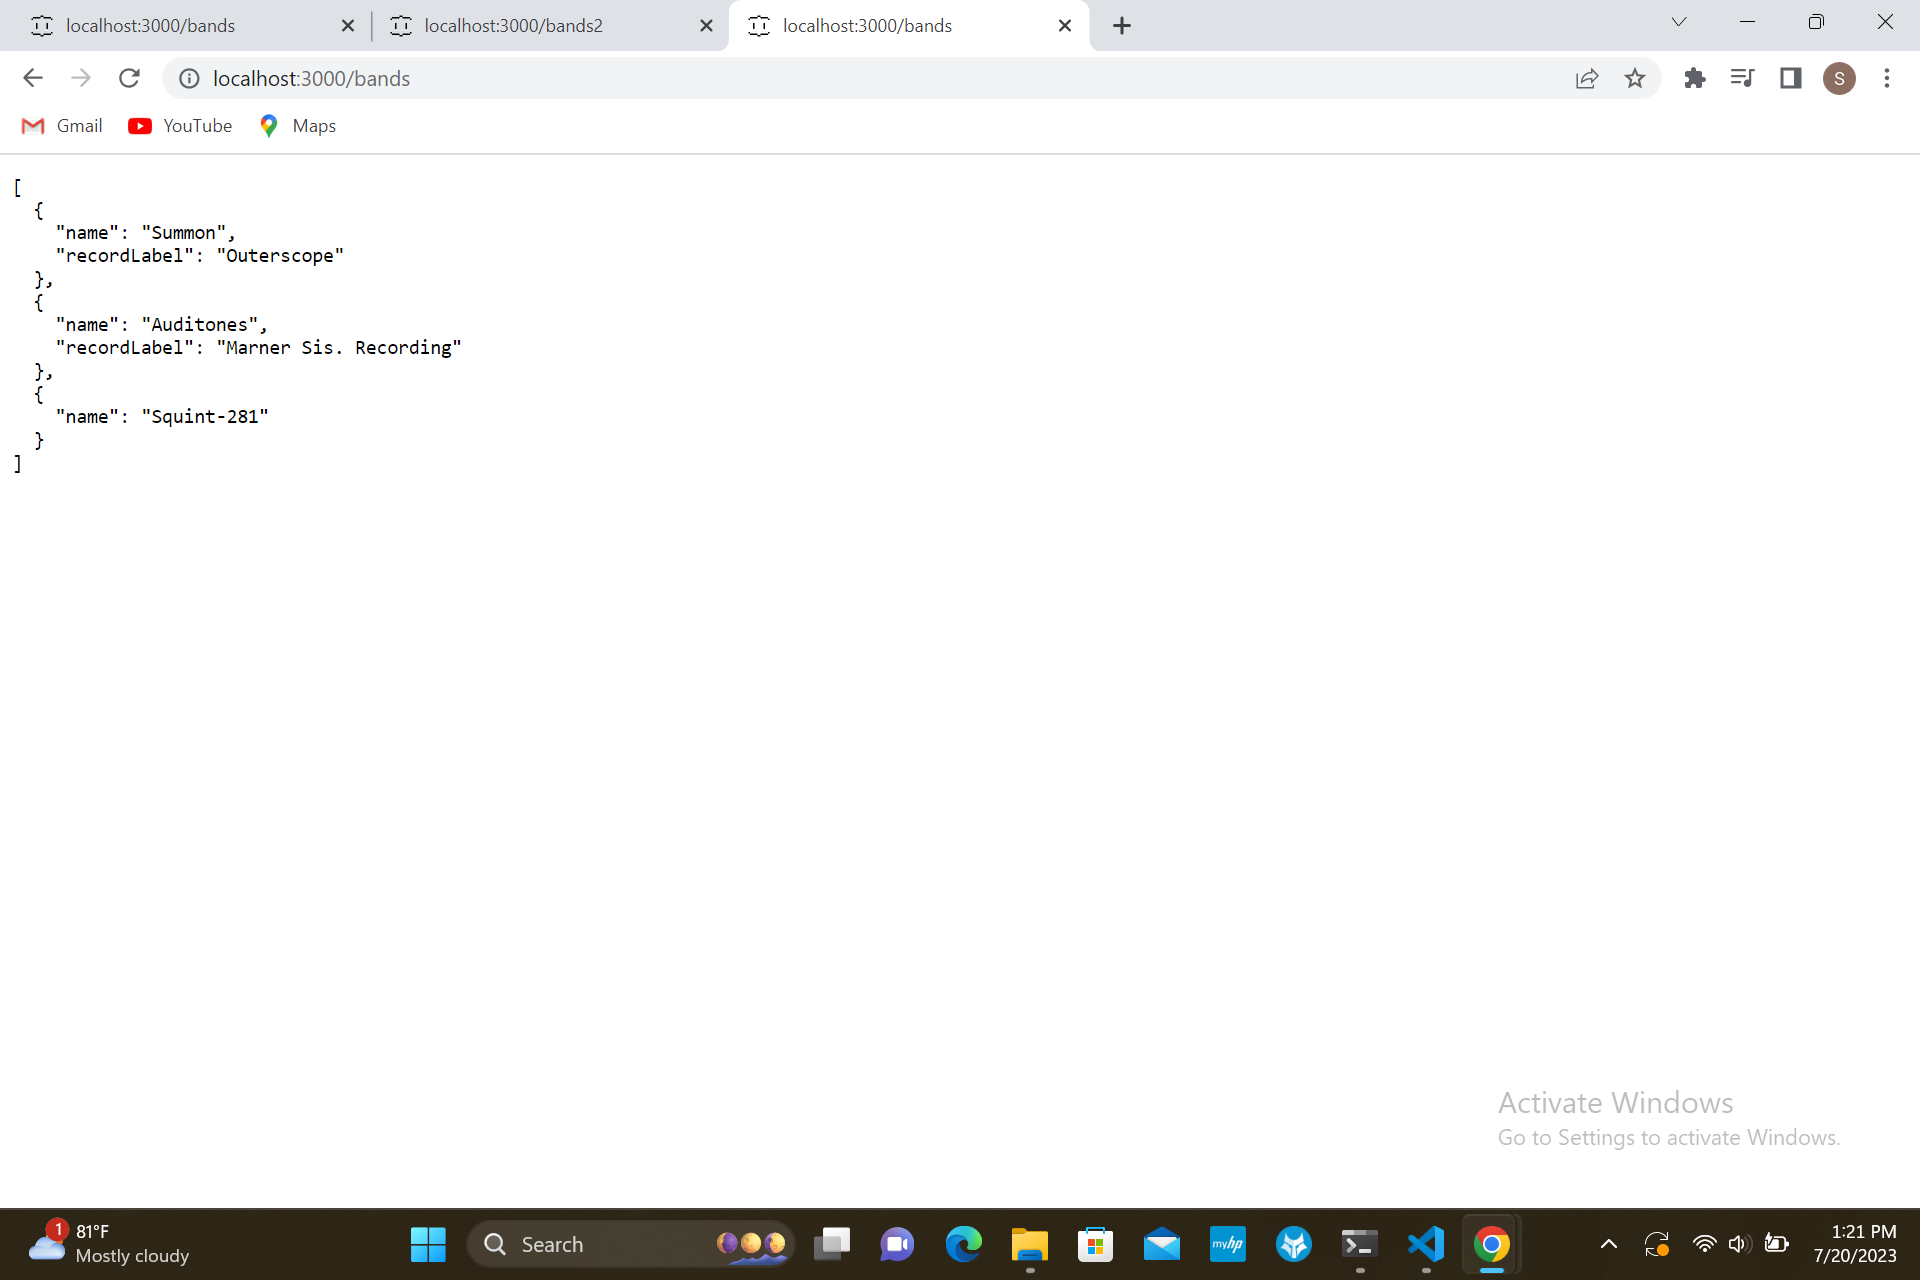 localhost:3000/bands
localhost:3000/bands2
localhost:3000/bands
localhost:3000/bands
S
Gmail
YouTube
Maps
[
  {
    "name": "Summon",
    "recordLabel": "Outerscope"
  },
  {
    "name": "Auditones",
    "recordLabel": "Marner Sis. Recording"
  },
  {
    "name": "Squint-281"
  }
]
Activate Windows
Go to Settings to activate Windows.
1
81°F
Mostly cloudy
Search
myhp
1:21 PM
7/20/2023